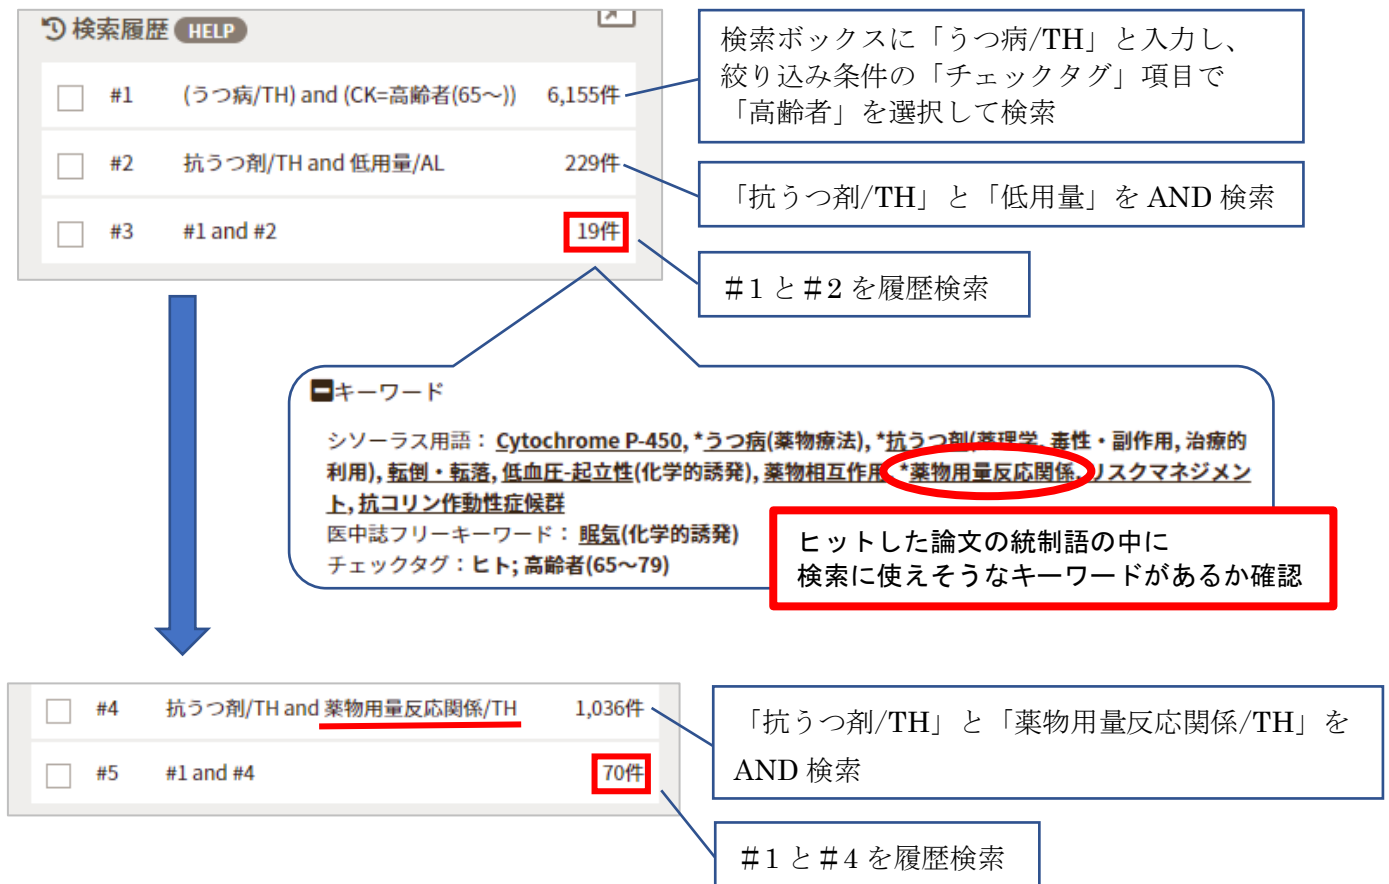 検索履歴 HELP
#1 (うつ病/TH) and (CK=高齢者(65～)) 6,155件
#2 抗うつ剤/TH and 低用量/AL 229件
#3 #1 and #2 19件
検索ボックスに「うつ病/TH」と入力し、
絞り込み条件の「チェックタグ」項目で
「高齢者」を選択して検索
「抗うつ剤/TH」と「低用量」を AND 検索
＃1 と＃2 を履歴検索
キーワード
シソーラス用語： Cytochrome P-450, *うつ病(薬物療法), *抗うつ剤(薬理学, 毒性・副作用, 治療的
利用), 転倒・転落, 低血圧-起立性(化学的誘発), 薬物相互作用, *薬物用量反応関係, リスクマネジメン
ト, 抗コリン作動性症候群
医中誌フリーキーワード： 眠気(化学的誘発)
チェックタグ：ヒト; 高齢者(65～79)
ヒットした論文の統制語の中に
検索に使えそうなキーワードがあるか確認
#4 抗うつ剤/TH and 薬物用量反応関係/TH 1,036件
#5 #1 and #4 70件
「抗うつ剤/TH」と「薬物用量反応関係/TH」を
AND 検索
＃1 と＃4 を履歴検索